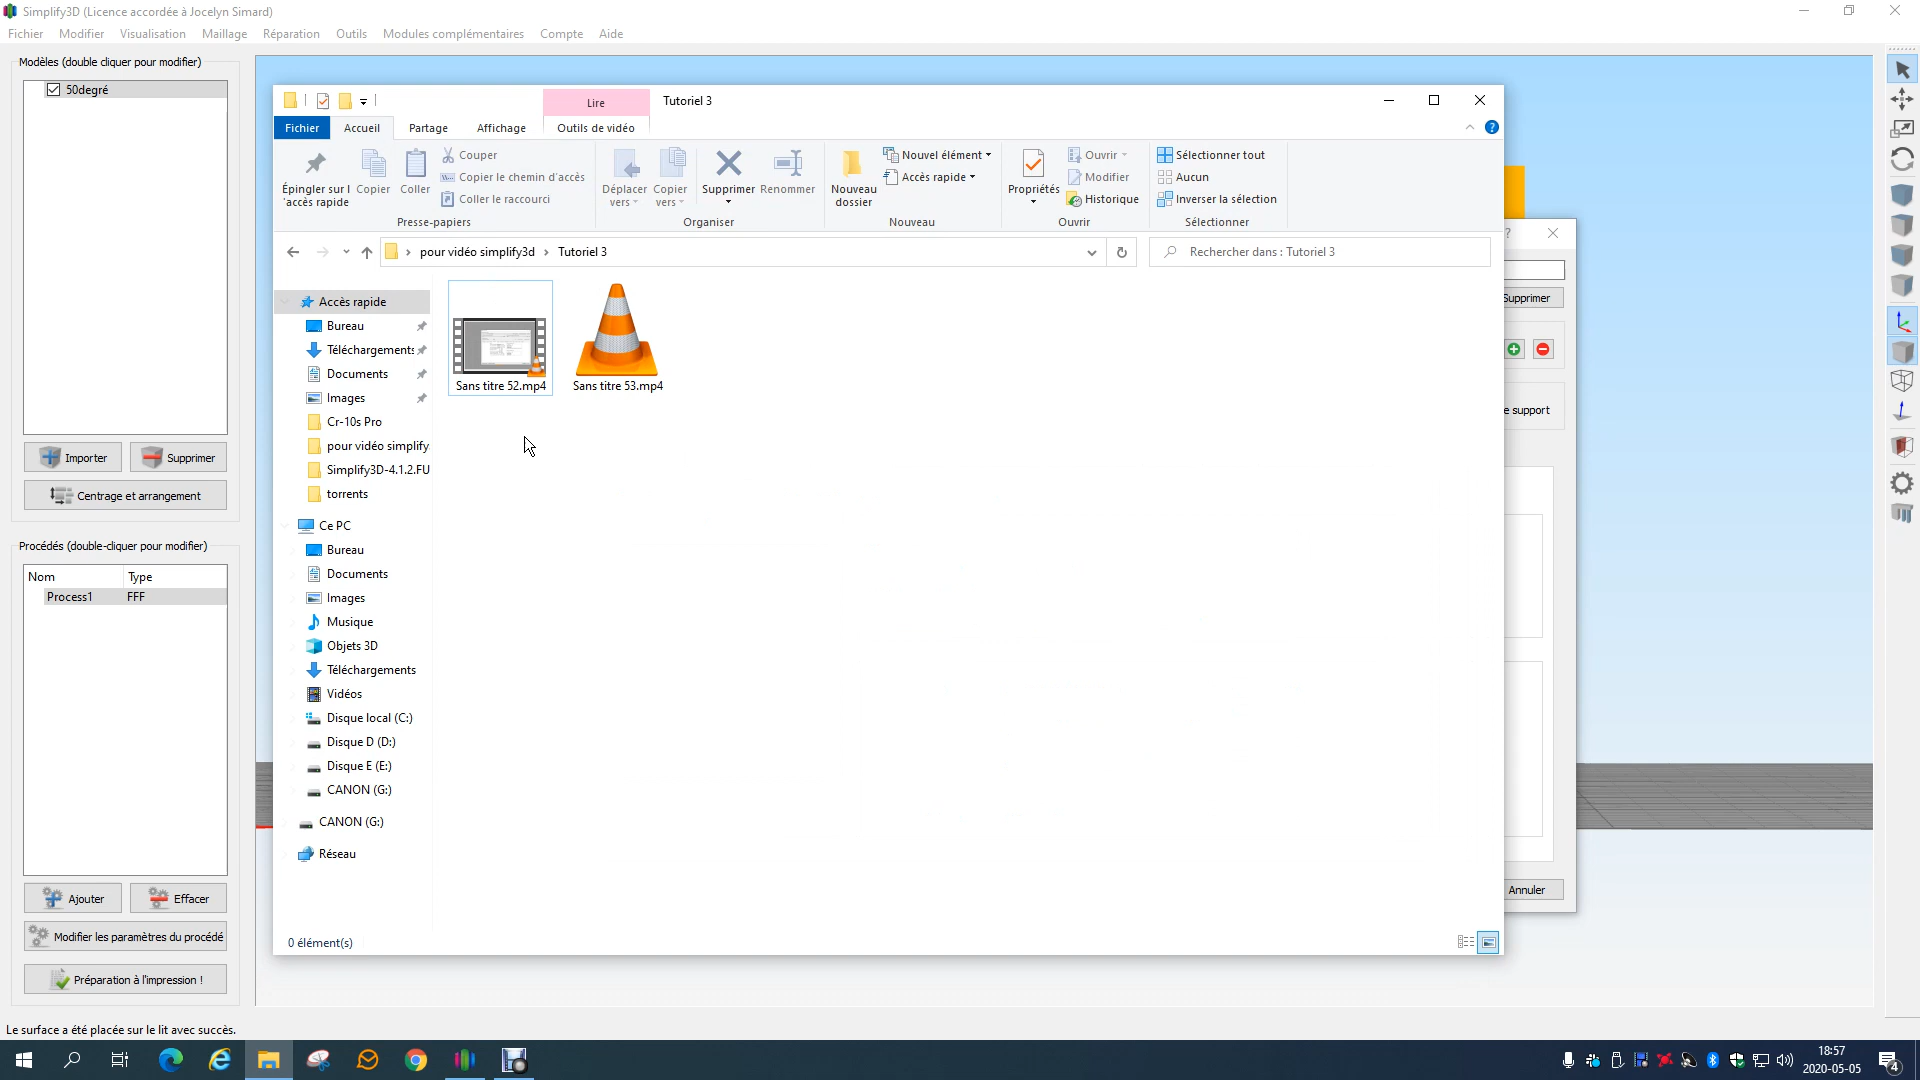 Simplify3D (Licence accordée à Jocelyn Simard)
Fichier Modifier Visualisation Maillage Réparation Outils Modules complémentaires Compte Aide
Modèles (double cliquer pour modifier)
50degré
Importer Supprimer
Centrage et arrangement
Procédés (double-cliquer pour modifier)
Nom Type
Process1 FFF
Ajouter Effacer
Modifier les paramètres du procédé
Préparation à l'impression !
Le surface a été placée sur le lit avec succès.
Lire Tutoriel 3
Fichier Accueil Partage Affichage Outils de vidéo
Épingler sur l
'accès rapide
Copier
Coller
Couper
Copier le chemin d'accès
Coller le raccourci
Presse-papiers
Déplacer
vers
Copier
vers
Supprimer
Renommer
Organiser
Nouveau
dossier
Nouvel élément
Accès rapide
Nouveau
Propriétés
Ouvrir
Modifier
Historique
Ouvrir
Sélectionner tout
Aucun
Inverser la sélection
Sélectionner
pour vidéo simplify3d › Tutoriel 3
Rechercher dans : Tutoriel 3
Accès rapide
Bureau
Téléchargements
Documents
Images
Cr-10s Pro
pour vidéo simplify
Simplify3D-4.1.2.FU
torrents
Ce PC
Bureau
Documents
Images
Musique
Objets 3D
Téléchargements
Vidéos
Disque local (C:)
Disque D (D:)
Disque E (E:)
CANON (G:)
CANON (G:)
Réseau
Sans titre 52.mp4
Sans titre 53.mp4
0 élément(s)
?
Supprimer
e support
Annuler
18:57
2020-05-05
4